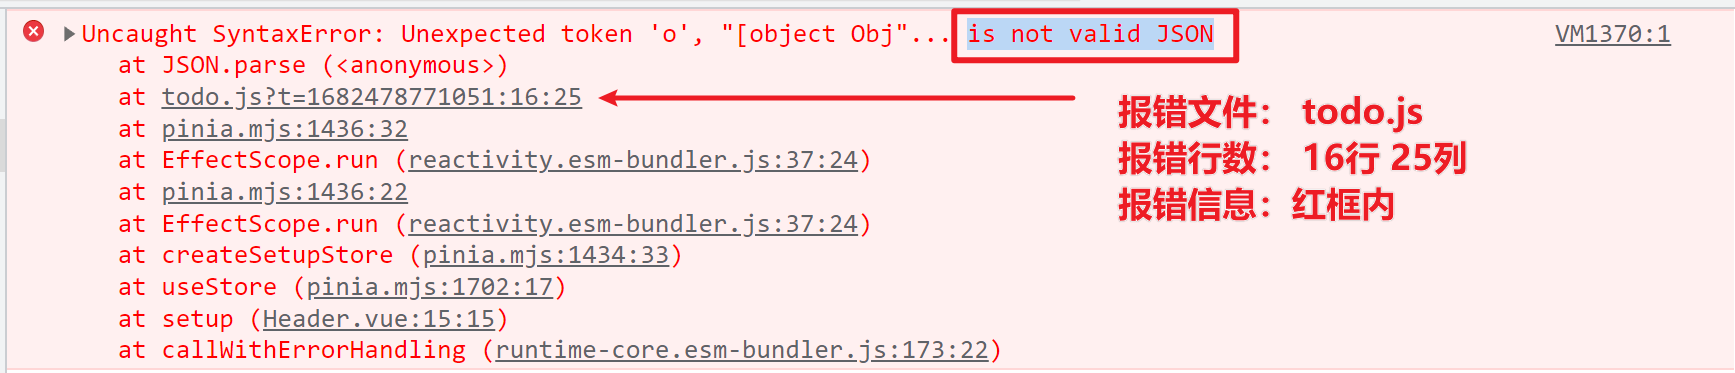 Uncaught SyntaxError: Unexpected token 'o', "[object Obj"... is not valid JSON
VM1370:1
at JSON.parse (<anonymous>)
at todo.js?t=1682478771051:16:25
at pinia.mjs:1436:32
at EffectScope.run (reactivity.esm-bundler.js:37:24)
at pinia.mjs:1436:22
at EffectScope.run (reactivity.esm-bundler.js:37:24)
at createSetupStore (pinia.mjs:1434:33)
at useStore (pinia.mjs:1702:17)
at setup (Header.vue:15:15)
at callWithErrorHandling (runtime-core.esm-bundler.js:173:22)
报错文件： todo.js
报错行数： 16行 25列
报错信息：红框内